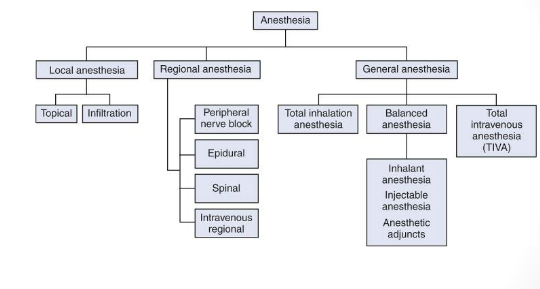 Anesthesia
Local anesthesia
Regional anesthesia
General anesthesia
Topical
Infiltration
Peripheral
nerve block
Epidural
Spinal
Intravenous
regional
Total inhalation
anesthesia
Balanced
anesthesia
Inhalant
anesthesia
Injectable
anesthesia
Anesthetic
adjuncts
Total
intravenous
anesthesia
(TIVA)